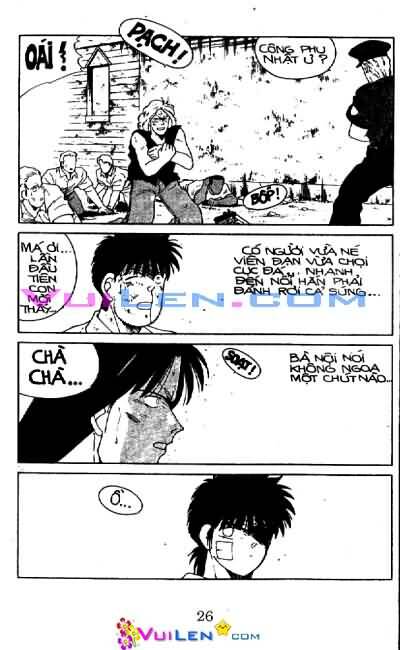 OÁI!
PẠCH!
CÔNG PHU
NHẬT Ư?
BỐP!
MÁ ƠI...
LẦN
ĐẦU
TIÊN
CON
MỚI
THẤY...
CÓ NGƯỜI VỪA NÉ
VIÊN ĐẠN VỪA CHỌI
CỤC ĐÁ... NHANH
ĐẾN NỖI HẮN PHẢI
ĐÁNH RƠI CẢ SÚNG...
VuiLen.com
CHÀ
CHÀ...
SOẠT!
BÀ NỘI NÓI
KHÔNG NGOA
MỘT CHÚT NÀO...
Ồ...
26
VuiLen.com